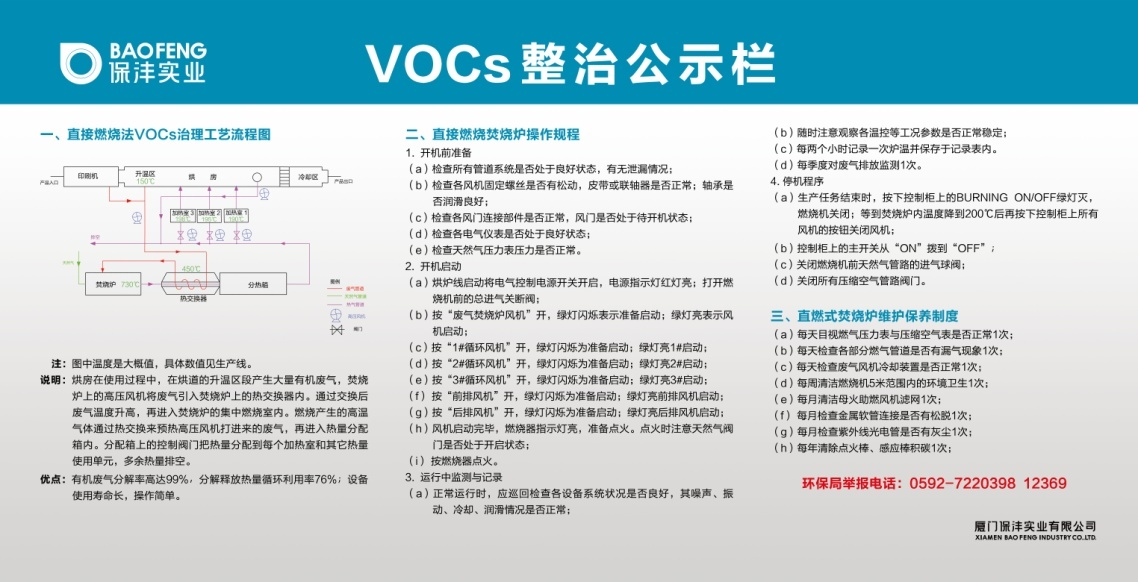 BAOFENG
保沣实业
VOCs整治公示栏
一、直接燃烧法VOCs治理工艺流程图
产品入口
印刷机
升温区
150℃
烘 房
冷却区
产品出口
加热室 3
加热室 2
加热室 1
190℃
排空
天然气
焚烧炉 730℃
450℃
热交换器
分热箱
图例
废气管道
天然气管道
热气管道
高压风机
阀门
注：图中温度是大概值，具体数值见生产线。
说明：烘房在使用过程中，在烘道的升温区段产生大量有机废气，焚烧
炉上的高压风机将废气引入焚烧炉上的热交换器内。通过交换后
废气温度升高，再进入焚烧炉的集中燃烧室内。燃烧产生的高温
气体通过热交换来预热高压风机打进来的废气，再进入热量分配
箱内。分配箱上的控制阀门把热量分配到每个加热室和其它热量
使用单元，多余热量排空。
优点：有机废气分解率高达99%，分解释放热量循环利用率76%；设备
使用寿命长，操作简单。
二、直接燃烧焚烧炉操作规程
1. 开机前准备
（a）检查所有管道系统是否处于良好状态，有无泄漏情况；
（b）检查各风机固定螺丝是否有松动，皮带或联轴器是否正常；轴承是
否润滑良好；
（c）检查各风门连接部件是否正常，风门是否处于待开机状态；
（d）检查各电气仪表是否处于良好状态；
（e）检查天然气压力表压力是否正常。
2. 开机启动
（a）烘炉线启动将电气控制电源开关开启，电源指示灯红灯亮；打开燃
烧机前的总进气关断阀；
（b）按“废气焚烧炉风机”开，绿灯闪烁表示准备启动；绿灯亮表示风
机启动；
（c）按“1#循环风机”开，绿灯闪烁为准备启动；绿灯亮1#启动；
（d）按“2#循环风机”开，绿灯闪烁为准备启动；绿灯亮2#启动；
（e）按“3#循环风机”开，绿灯闪烁为准备启动；绿灯亮3#启动；
（f）按“前排风机”开，绿灯闪烁为准备启动；绿灯亮前排风机启动；
（g）按“后排风机”开，绿灯闪烁为准备启动；绿灯亮后排风机启动；
（h）风机启动完毕，燃烧器指示灯亮，准备点火。点火时注意天然气阀
门是否处于开启状态；
（i）按燃烧器点火。
3. 运行中监测与记录
（a）正常运行时，应巡回检查各设备系统状况是否良好，其噪声、振
动、冷却、润滑情况是否正常；
（b）随时注意观察各温控等工况参数是否正常稳定；
（c）每两个小时记录一次炉温并保存于记录表内。
（d）每季度对废气排放监测1次。
4. 停机程序
（a）生产任务结束时，按下控制柜上的BURNING ON/OFF绿灯灭，
燃烧机关闭；等到焚烧炉内温度降到200℃后再按下控制柜上所有
风机的按钮关闭风机；
（b）控制柜上的主开关从“ON”拨到“OFF”；
（c）关闭燃烧机前天然气管路的进气球阀；
（d）关闭所有压缩空气管路阀门。
三、直燃式焚烧炉维护保养制度
（a）每天目视燃气压力表与压缩空气表是否正常1次；
（b）每天检查各部分燃气管道是否有漏气现象1次；
（c）每天检查废气风机冷却装置是否正常1次；
（d）每周清洁燃烧机5米范围内的环境卫生1次；
（e）每月清洁母火助燃风机滤网1次；
（f）每月检查金属软管连接是否有松脱1次；
（g）每月检查紫外线光电管是否有灰尘1次；
（h）每年清除点火棒、感应棒积碳1次；
环保局举报电话：0592-7220398 12369
厦门保沣实业有限公司
XIAMEN BAO FENG INDUSTRY CO.,LTD.